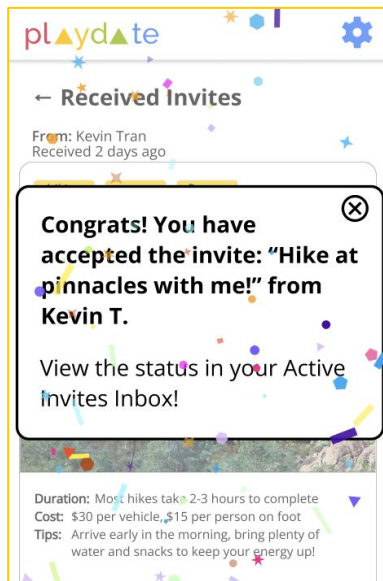 playdate
← Received Invites
From: Kevin Tran
Received 2 days ago
Congrats! You have
accepted the invite: “Hike at
pinnacles with me!” from
Kevin T.
View the status in your Active
Invites Inbox!
Duration: Most hikes take 2-3 hours to complete
Cost: $30 per vehicle, $15 per person on foot
Tips: Arrive early in the morning, bring plenty of
water and snacks to keep your energy up!